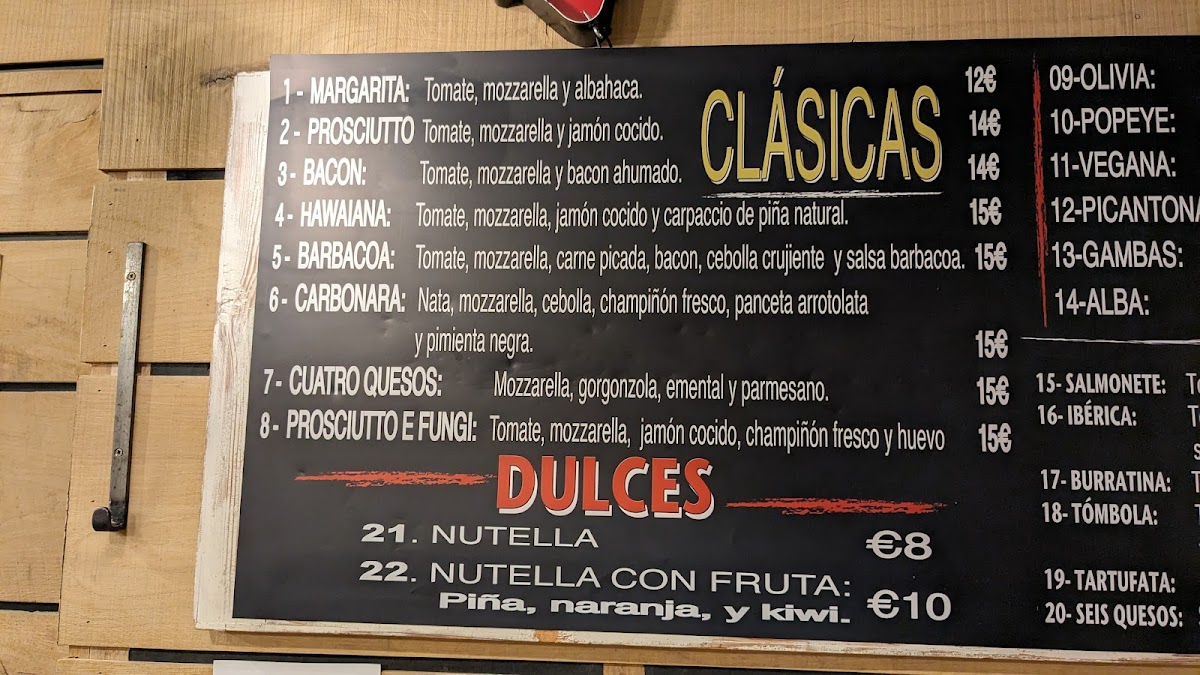 CLÁSICAS
1 - MARGARITA: Tomate, mozzarella y albahaca. 12€
2 - PROSCIUTTO Tomate, mozzarella y jamón cocido. 14€
3 - BACON: Tomate, mozzarella y bacon ahumado. 14€
4 - HAWAIANA: Tomate, mozzarella, jamón cocido y carpaccio de piña natural. 15€
5 - BARBACOA: Tomate, mozzarella, carne picada, bacon, cebolla crujiente y salsa barbacoa. 15€
6 - CARBONARA: Nata, mozzarella, cebolla, champiñón fresco, panceta arrotolata
y pimienta negra. 15€
7 - CUATRO QUESOS: Mozzarella, gorgonzola, emental y parmesano. 15€
8 - PROSCIUTTO E FUNGI: Tomate, mozzarella, jamón cocido, champiñón fresco y huevo 15€
DULCES
21. NUTELLA €8
22. NUTELLA CON FRUTA:
Piña, naranja, y kiwi. €10
09-OLIVIA:
10-POPEYE:
11-VEGANA:
12-PICANTONA
13-GAMBAS:
14-ALBA:
15- SALMONETE:
16- IBÉRICA:
17- BURRATINA:
18- TÓMBOLA:
19- TARTUFATA:
20- SEIS QUESOS: